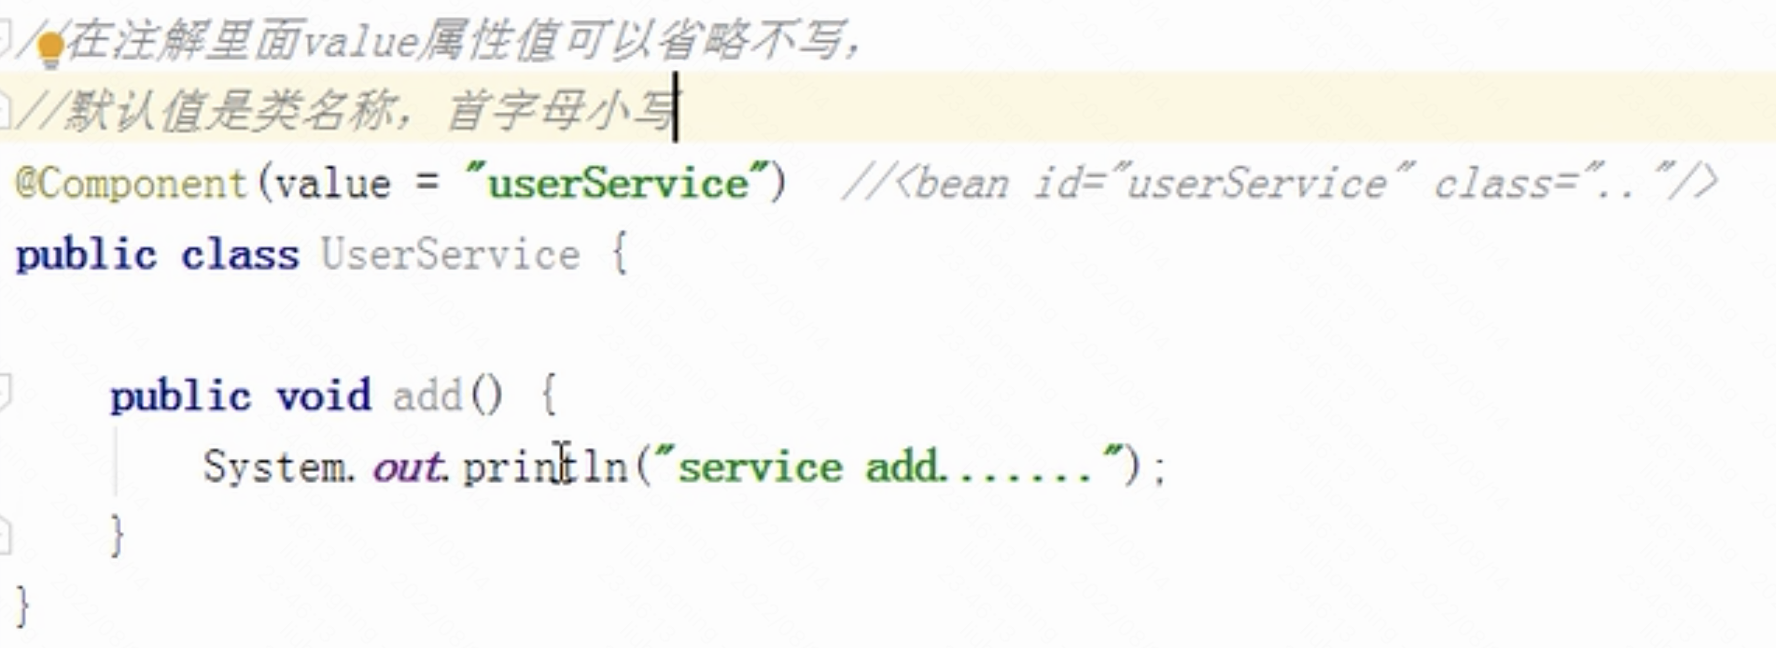 //在注解里面value属性值可以省略不写，
//默认值是类名称，首字母小写
@Component(value = "userService")  //<bean id="userService" class=".."/>
public class UserService {
public void add() {
System.out.println("service add.......");
}
}